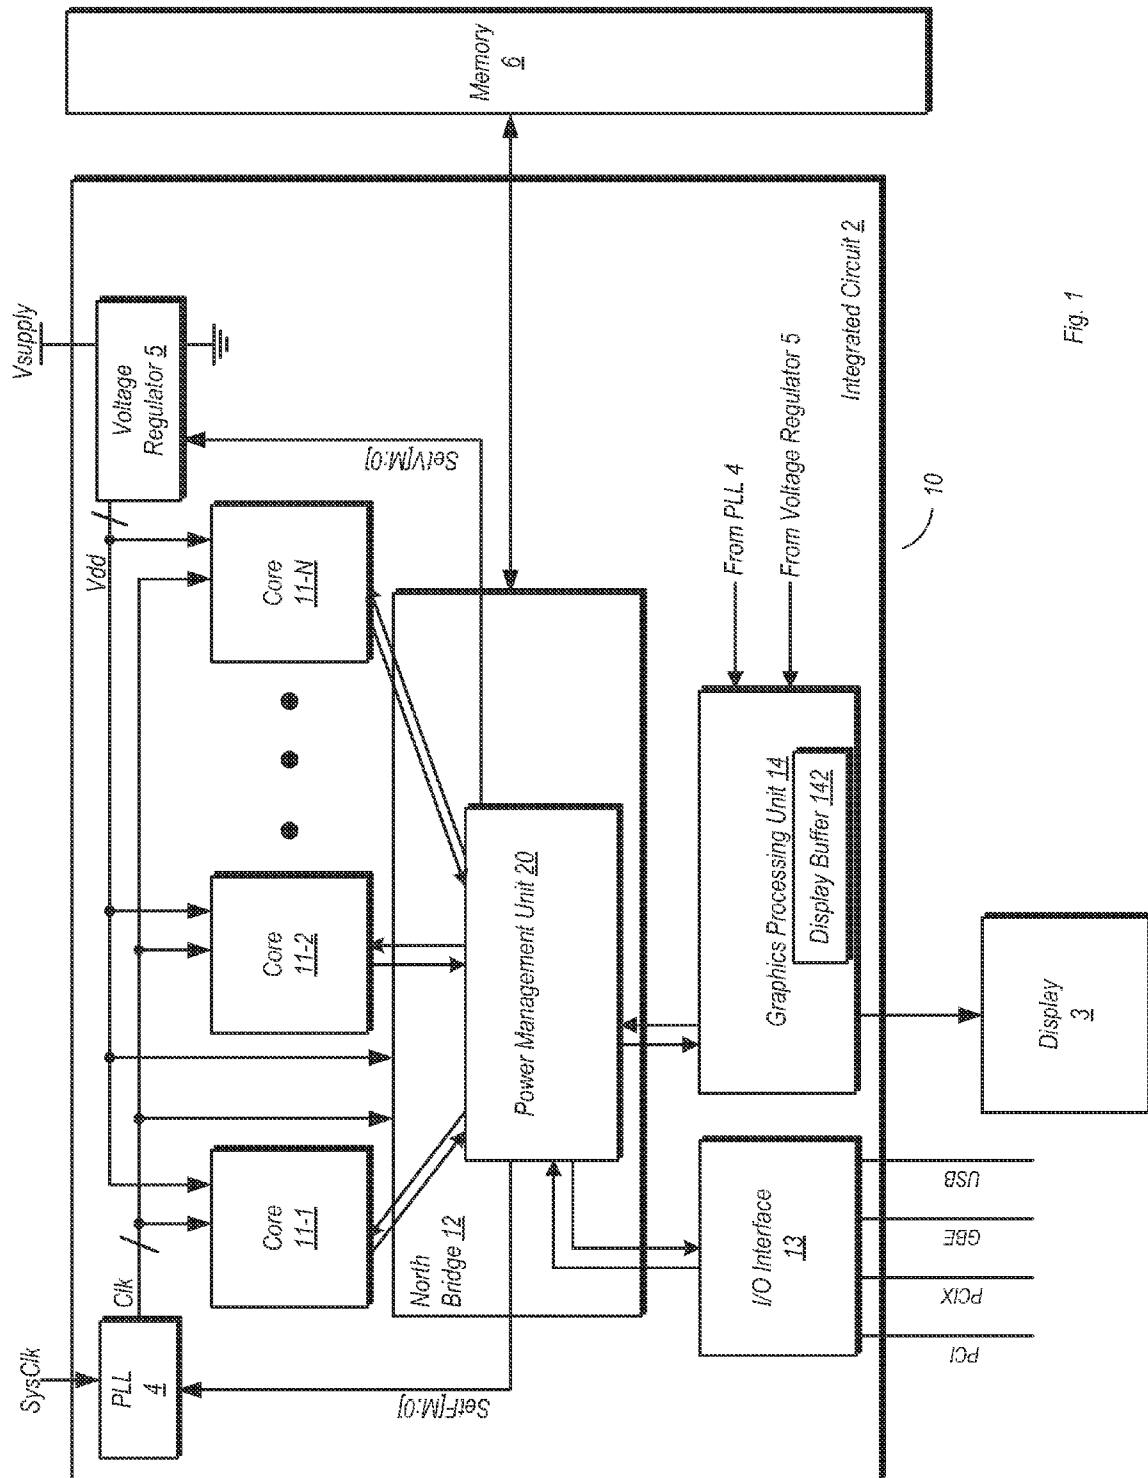 Vsupply
SysClk
Voltage
Regulator 5
PLL
4
Clk
Vdd
Core
11-1
Core
11-2
Core
11-N
SetF[M:0]
SetV[M:0]
North
Bridge 12
Power Management Unit 20
Memory
6
I/O Interface
13
Graphics Processing Unit 14
Display Buffer 142
From PLL 4
From Voltage Regulator 5
Integrated Circuit 2
PCI
PCIX
GBE
USB
10
Display
3
Fig. 1